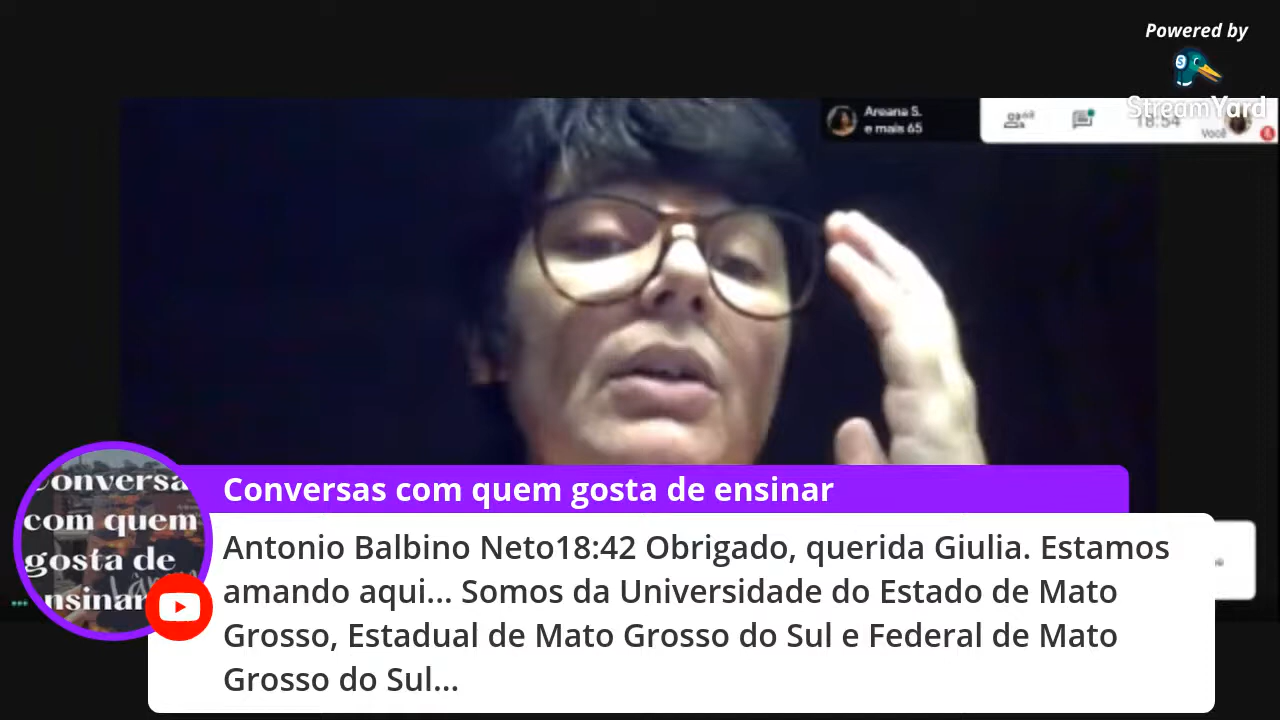 Powered by
StreamYard
Areana S.
e mais 65
18:54
Você
Conversas com quem gosta de ensinar
Conversa
com quem
gosta de
nsinar
Antonio Balbino Neto18:42 Obrigado, querida Giulia. Estamos
amando aqui... Somos da Universidade do Estado de Mato
Grosso, Estadual de Mato Grosso do Sul e Federal de Mato
Grosso do Sul...